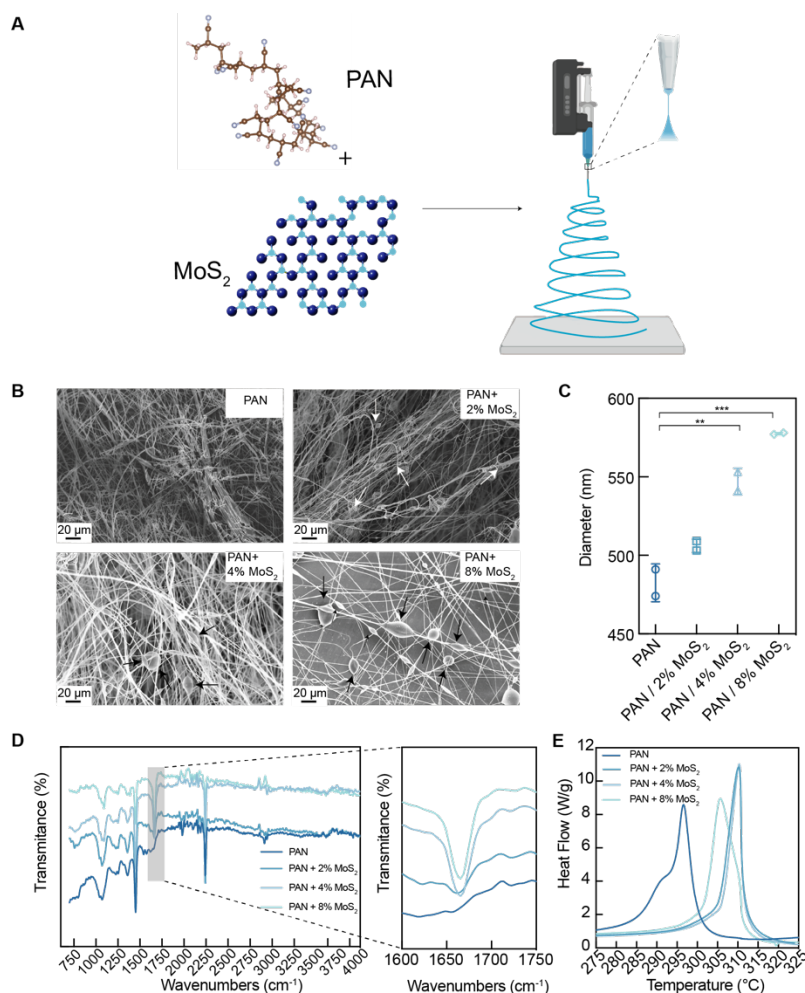 A
PAN
+
MoS₂
B
PAN
20 µm
PAN+
2% MoS₂
20 µm
PAN+
4% MoS₂
20 µm
PAN+
8% MoS₂
20 µm
C
Diameter (nm)
600
550
500
450
***
**
PAN
PAN / 2% MoS₂
PAN / 4% MoS₂
PAN / 8% MoS₂
D
Transmitance (%)
PAN
PAN + 2% MoS₂
PAN + 4% MoS₂
PAN + 8% MoS₂
750 1000 1500 1750 2250 2500 3000 3250 3750 4000
Wavenumbers (cm⁻¹)
Transmitance (%)
1600 1650 1700 1750
Wavenumbers (cm⁻¹)
E
Heat Flow (W/g)
12
10
8
6
4
2
0
PAN
PAN + 2% MoS₂
PAN + 4% MoS₂
PAN + 8% MoS₂
275 280 285 290 295 300 305 310 315 320 325
Temperature (°C)